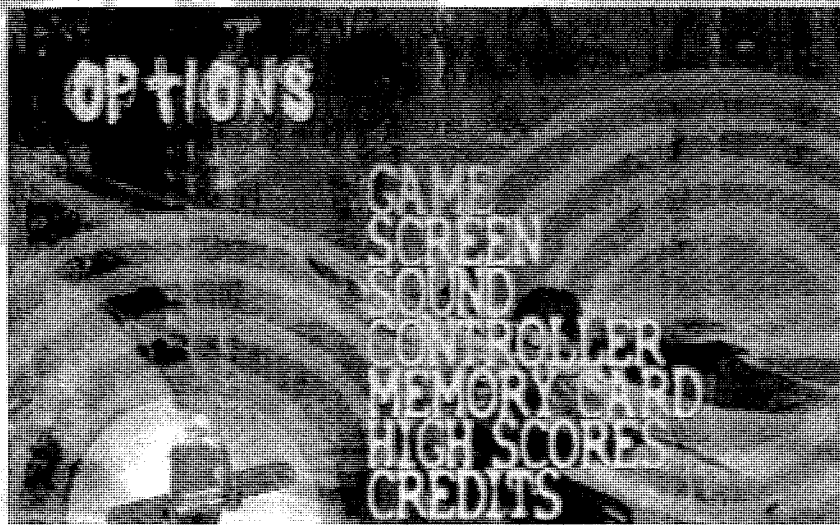 OPtIONS
GAME
SCREEN
SOUND
CONTROLLER
MEMORY CARD
HIGH SCORES
CREDITS